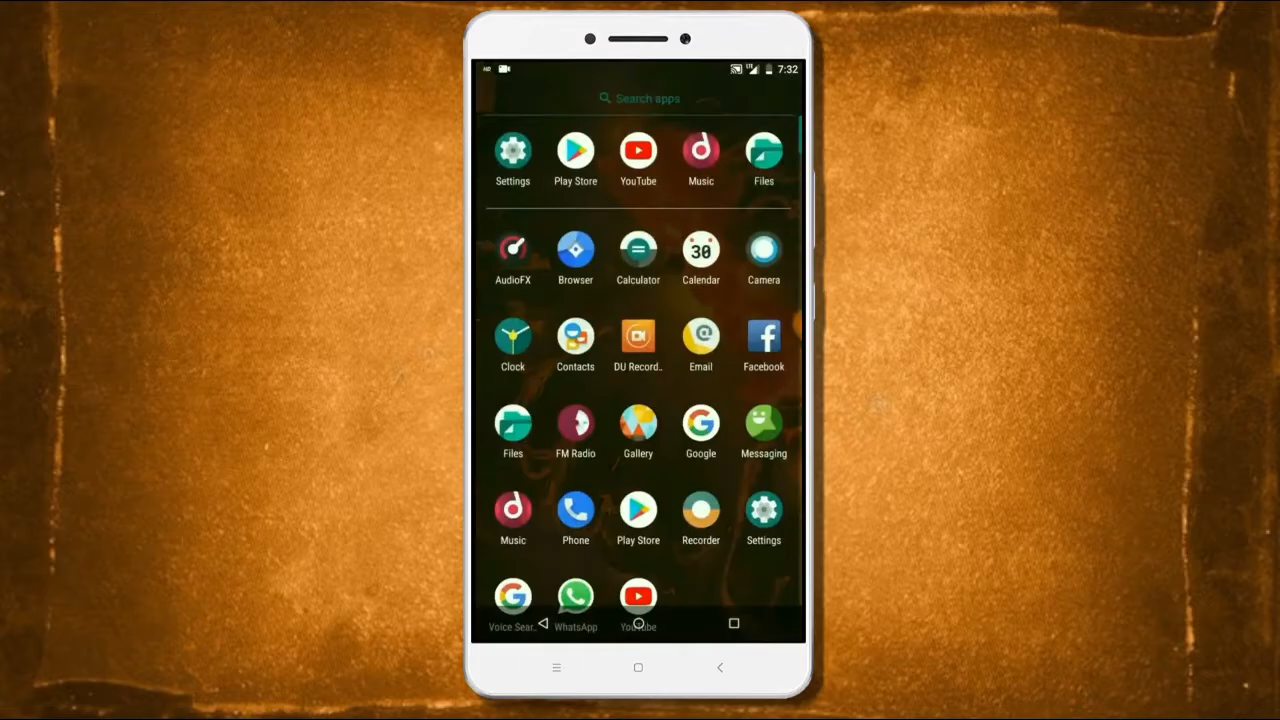 HD LTE 7:32
Search apps
Settings Play Store YouTube Music Files
AudioFX Browser Calculator 30 Calendar Camera
Clock Contacts DU Record.. Email Facebook
Files FM Radio Gallery Google Messaging
Music Phone Play Store Recorder Settings
Voice Sear.. WhatsApp YouTube